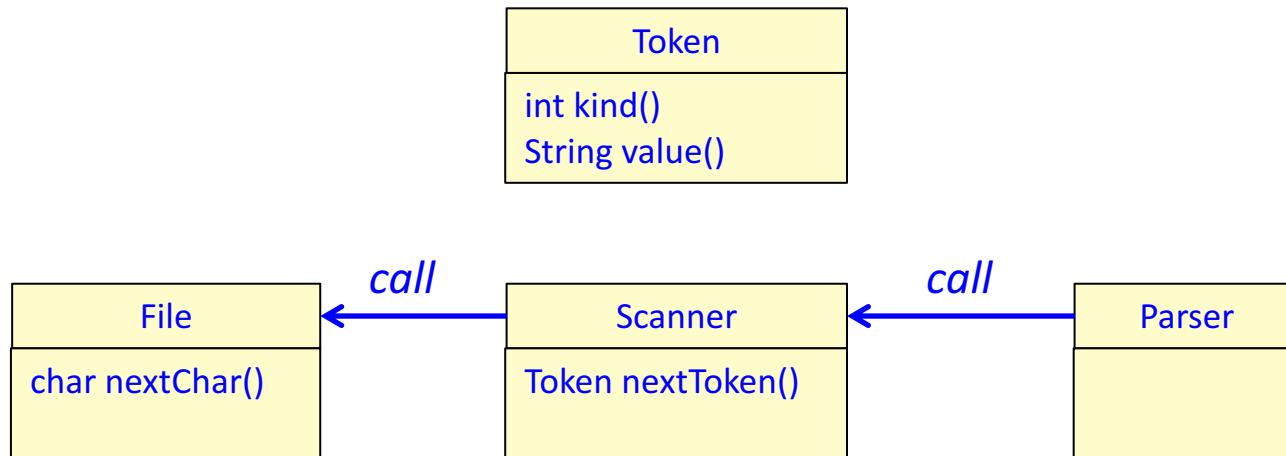 Token
int kind()
String value()
call
call
File
Scanner
Parser
char nextChar()
Token nextToken()